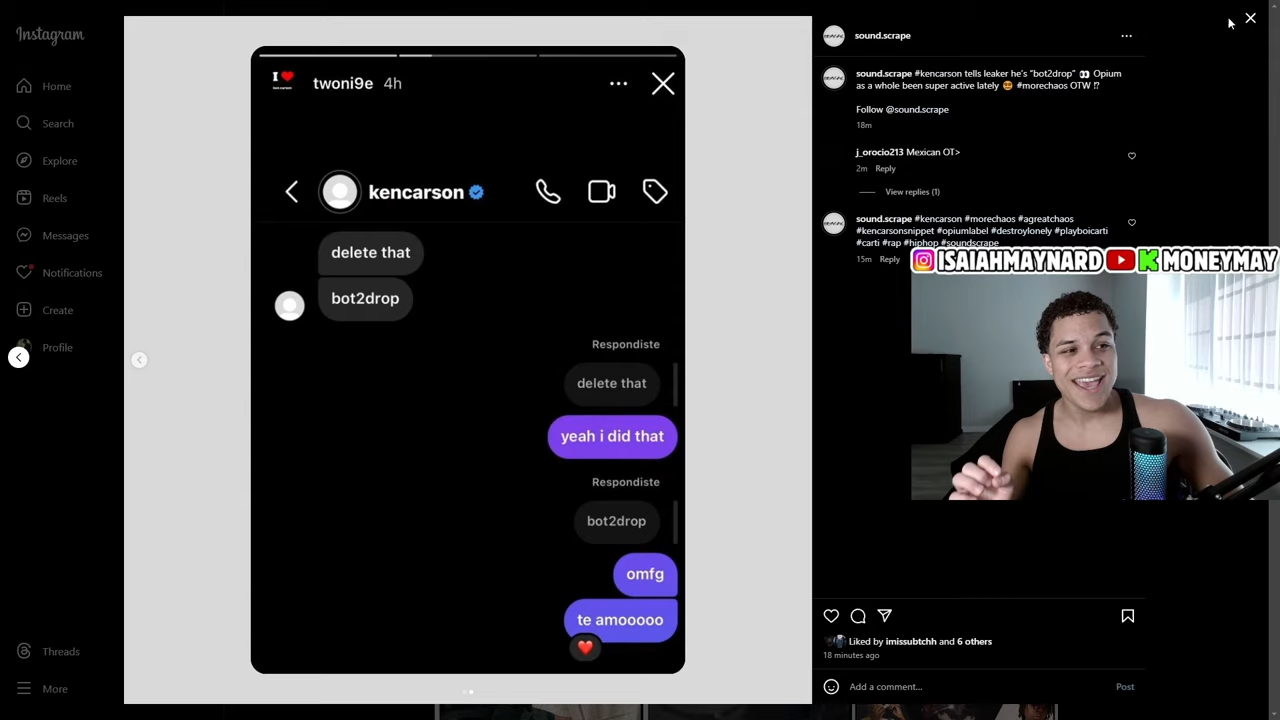 Instagram
Home
Search
Explore
Reels
Messages
Notifications
Create
Profile
Threads
More
I ❤️
twoni9e 4h
kencarson
delete that
bot2drop
Respondiste
delete that
yeah i did that
Respondiste
bot2drop
omfg
te amooooo
❤️
sound.scrape
sound.scrape #kencarson tells leaker he's "bot2drop" 👀 Opium
as a whole been super active lately 😎 #morechaos OTW ⁉
Follow @sound.scrape
18m
j_orocio213 Mexican OT>
2m Reply
View replies (1)
sound.scrape #kencarson #morechaos #agreatchaos
#kencarsonsnippet #opiumlabel #destroylonely #playboicarti
#carti #rap #hiphop #soundscrape
15m Reply
ISAIAHMAYNARD K MONEYMAY
Liked by imissubtchh and 6 others
18 minutes ago
Add a comment...
Post